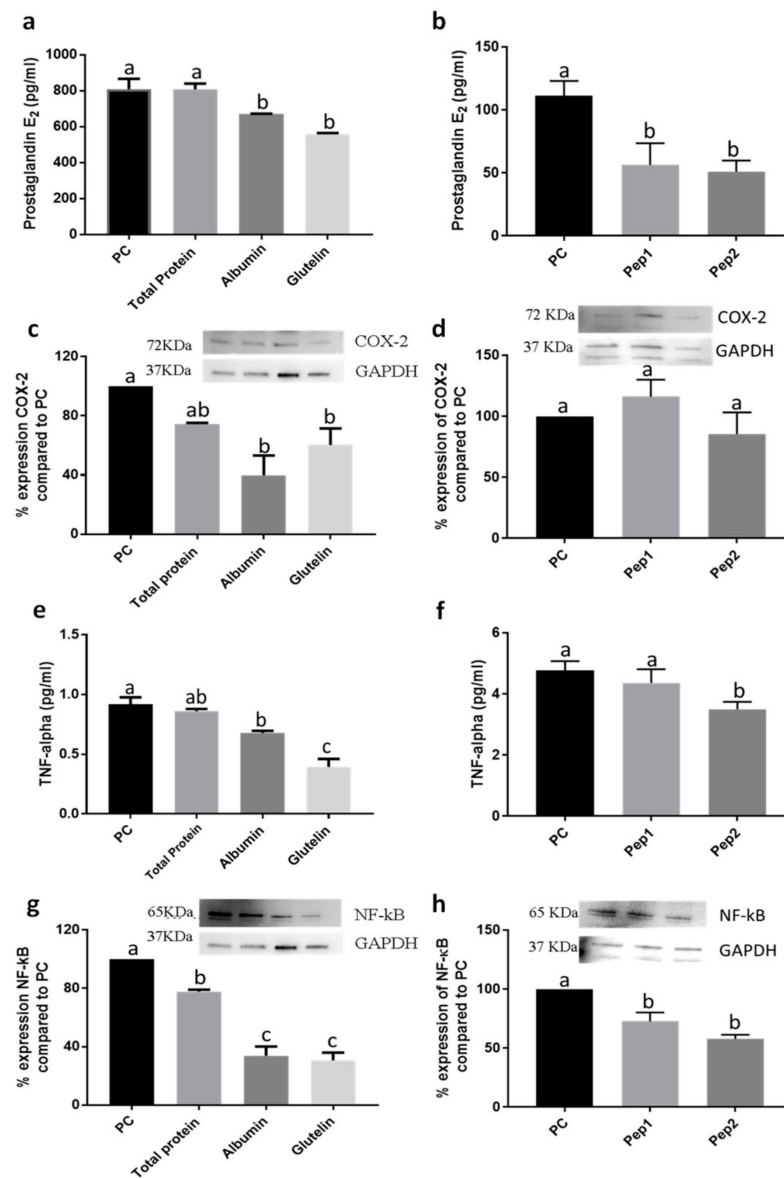 a
Prostaglandin E2 (pg/ml)
1000
800
600
400
200
0
a
a
b
b
PC
Total Protein
Albumin
Glutelin
b
Prostaglandin E2 (pg/ml)
150
100
50
0
a
b
b
PC
Pep1
Pep2
c
72KDa
COX-2
37KDa
GAPDH
% expression COX-2
compared to PC
120
80
40
0
a
ab
b
b
PC
Total protein
Albumin
Glutelin
d
72 KDa
COX-2
37 KDa
GAPDH
% expression of COX-2
compared to PC
150
100
50
0
a
a
a
PC
Pep1
Pep2
e
TNF-alpha (pg/ml)
1.5
1.0
0.5
0.0
a
ab
b
c
PC
Total Protein
Albumin
Glutelin
f
TNF-alpha (pg/ml)
6
4
2
0
a
a
b
PC
Pep1
Pep2
g
65KDa
NF-kB
37KDa
GAPDH
% expression NF-kB
compared to PC
120
80
40
0
a
b
c
c
PC
Total protein
Albumin
Glutelin
h
65 KDa
NF-kB
37 KDa
GAPDH
% expression of NF-κB
compared to PC
150
100
50
0
a
b
b
PC
Pep1
Pep2